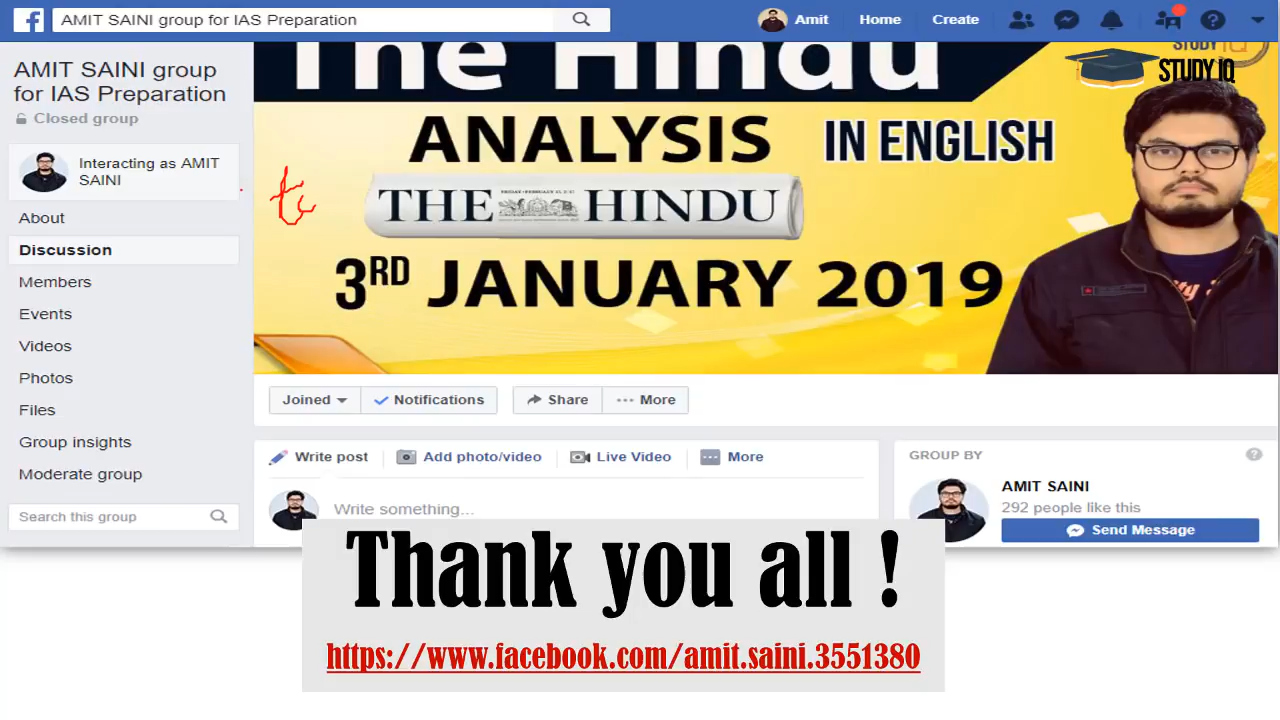 AMIT SAINI group for IAS Preparation
Amit
Home
Create
AMIT SAINI group
for IAS Preparation
Closed group
Interacting as AMIT
SAINI
About
Discussion
Members
Events
Videos
Photos
Files
Group insights
Moderate group
Search this group
The Hindu
STUDY IQ
STUDY IQ
ANALYSIS
IN ENGLISH
THE HINDU
3RD JANUARY 2019
Joined
Notifications
Share
More
Write post
Add photo/video
Live Video
More
Write something...
GROUP BY
AMIT SAINI
292 people like this
Send Message
Thank you all !
https://www.facebook.com/amit.saini.3551380